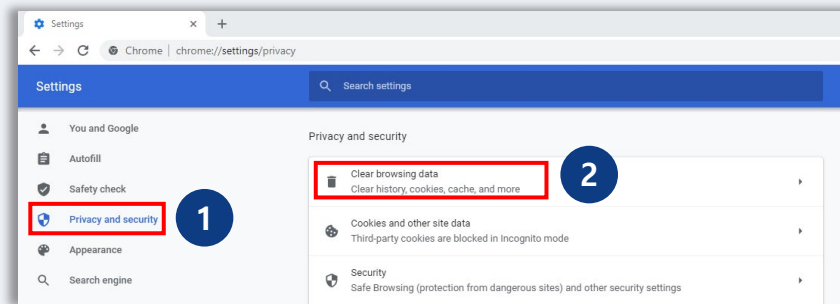 Settings
Chrome | chrome://settings/privacy
Settings
Search settings
You and Google
Autofill
Safety check
Privacy and security
Appearance
Search engine
1
Privacy and security
Clear browsing data
Clear history, cookies, cache, and more
2
Cookies and other site data
Third-party cookies are blocked in Incognito mode
Security
Safe Browsing (protection from dangerous sites) and other security settings